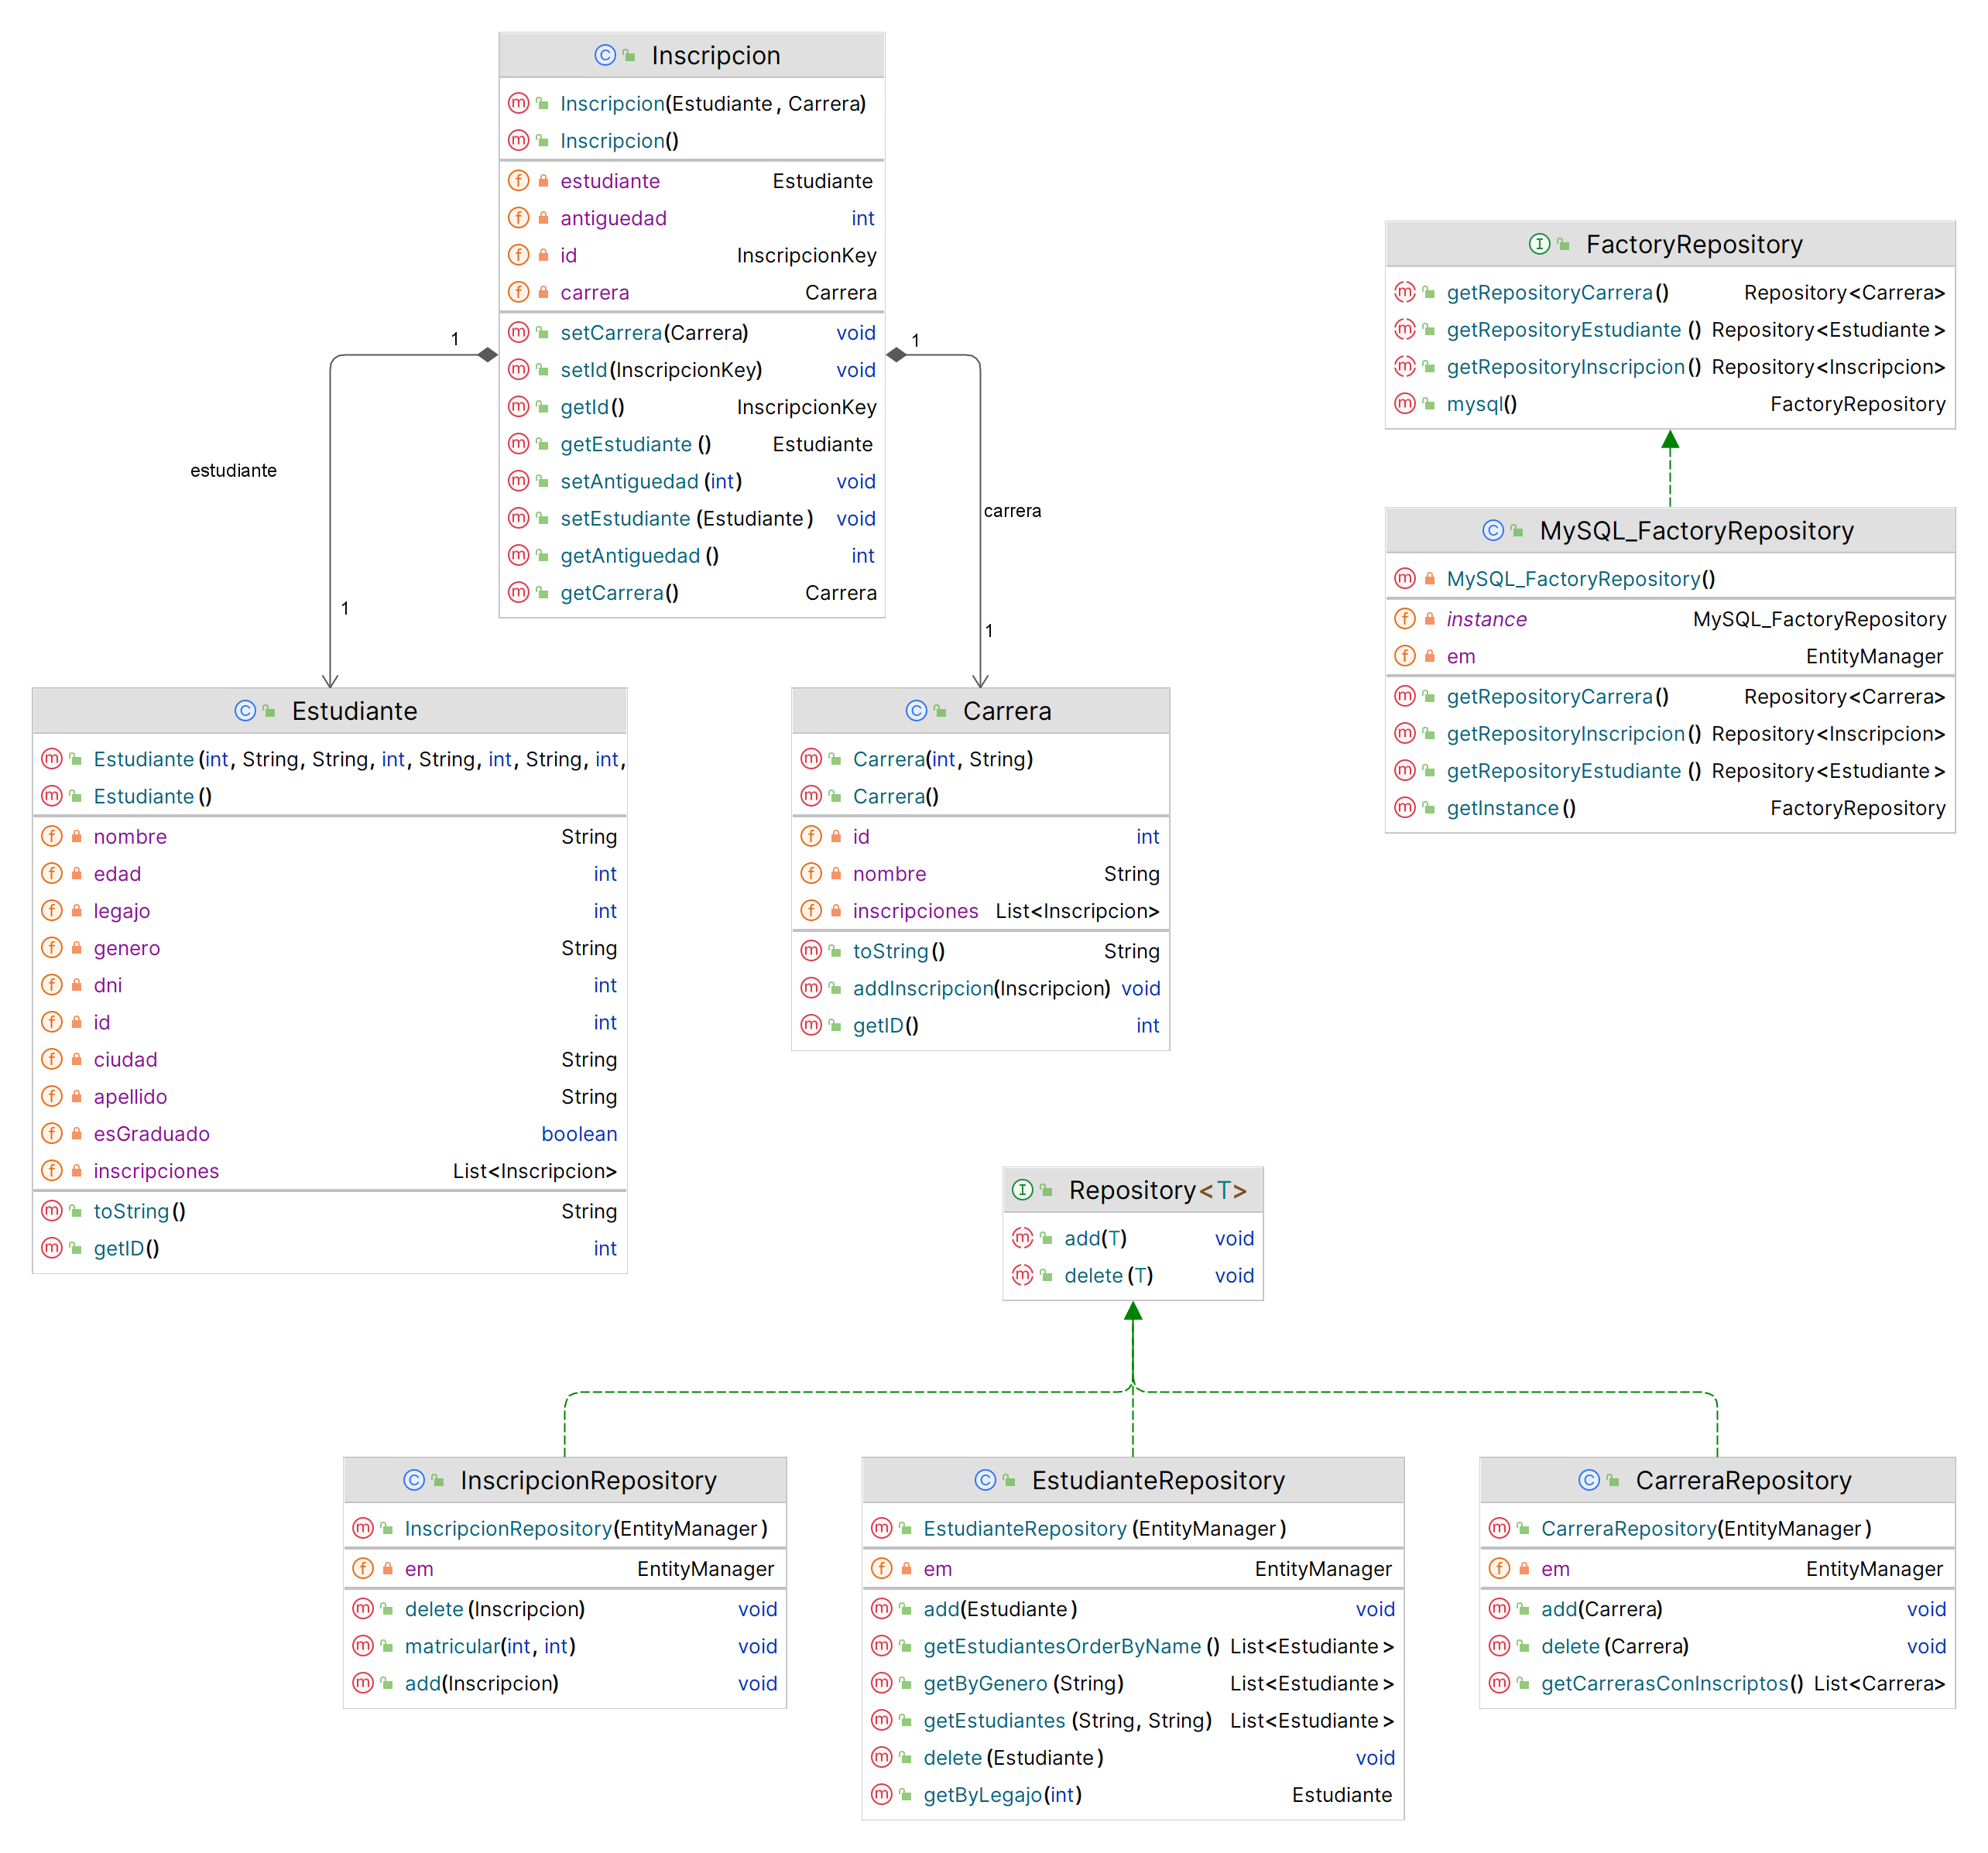 Inscripcion
Inscripcion(Estudiante, Carrera)
Inscripcion()
estudiante Estudiante
antiguedad int
id InscripcionKey
carrera Carrera
setCarrera(Carrera) void
setId(InscripcionKey) void
getId() InscripcionKey
getEstudiante() Estudiante
setAntiguedad(int) void
setEstudiante(Estudiante) void
getAntiguedad() int
getCarrera() Carrera
1
1
estudiante
carrera
1
1
FactoryRepository
getRepositoryCarrera() Repository<Carrera>
getRepositoryEstudiante() Repository<Estudiante>
getRepositoryInscripcion() Repository<Inscripcion>
mysql() FactoryRepository
MySQL_FactoryRepository
MySQL_FactoryRepository()
instance MySQL_FactoryRepository
em EntityManager
getRepositoryCarrera() Repository<Carrera>
getRepositoryInscripcion() Repository<Inscripcion>
getRepositoryEstudiante() Repository<Estudiante>
getInstance() FactoryRepository
Estudiante
Estudiante(int, String, String, int, String, int, String, int,
Estudiante()
nombre String
edad int
legajo int
genero String
dni int
id int
ciudad String
apellido String
esGraduado boolean
inscripciones List<Inscripcion>
toString() String
getID() int
Carrera
Carrera(int, String)
Carrera()
id int
nombre String
inscripciones List<Inscripcion>
toString() String
addInscripcion(Inscripcion) void
getID() int
Repository<T>
add(T) void
delete(T) void
InscripcionRepository
InscripcionRepository(EntityManager)
em EntityManager
delete(Inscripcion) void
matricular(int, int) void
add(Inscripcion) void
EstudianteRepository
EstudianteRepository(EntityManager)
em EntityManager
add(Estudiante) void
getEstudiantesOrderByName() List<Estudiante>
getByGenero(String) List<Estudiante>
getEstudiantes(String, String) List<Estudiante>
delete(Estudiante) void
getByLegajo(int) Estudiante
CarreraRepository
CarreraRepository(EntityManager)
em EntityManager
add(Carrera) void
delete(Carrera) void
getCarrerasConInscriptos() List<Carrera>